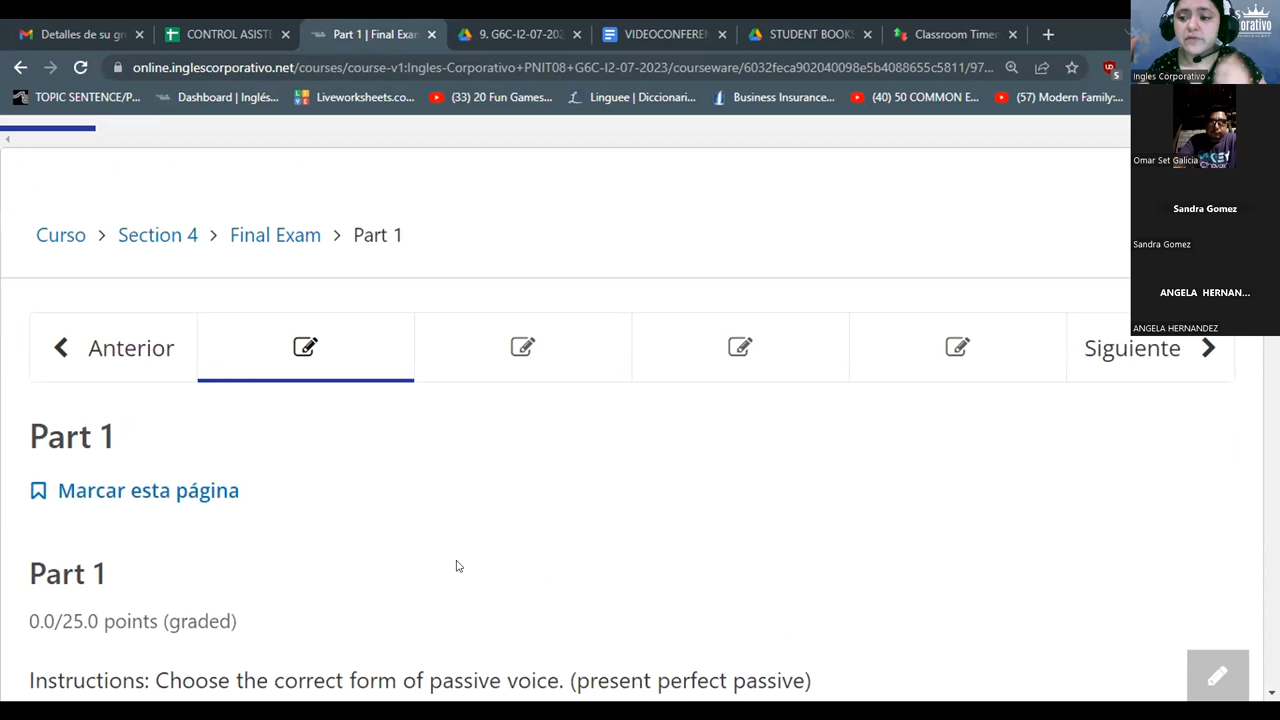 Detalles de su gr
CONTROL ASISTE
Part 1 | Final Exar
9. G6C-I2-07-202
VIDEOCONFEREN
STUDENT BOOKS
Classroom Timer
online.inglescorporativo.net/courses/course-v1:Ingles-Corporativo+PNIT08+G6C-I2-07-2023/courseware/6032feca902040098e5b4088655c5811/97...
5
TOPIC SENTENCE/P...
Dashboard | Inglés...
Liveworksheets.co...
(33) 20 Fun Games...
Linguee | Diccionari...
Business Insurance...
(40) 50 COMMON E...
(57) Modern Family:...
Ingles Corporativo
Omar Set Galicia
Sandra Gomez
Sandra Gomez
ANGELA HERNAN...
ANGELA HERNANDEZ
Curso > Section 4 > Final Exam > Part 1
Anterior
Siguiente
Part 1
Marcar esta página
Part 1
0.0/25.0 points (graded)
Instructions: Choose the correct form of passive voice. (present perfect passive)